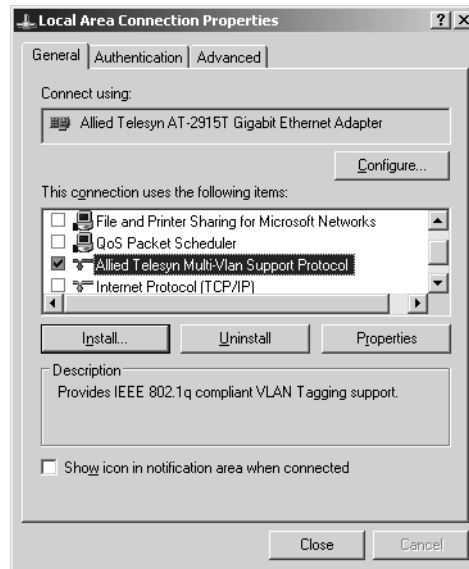 Local Area Connection Properties
General Authentication Advanced
Connect using:
Allied Telesyn AT-2915T Gigabit Ethernet Adapter
Configure...
This connection uses the following items:
File and Printer Sharing for Microsoft Networks
QoS Packet Scheduler
Allied Telesyn Multi-Vlan Support Protocol
Internet Protocol (TCP/IP)
Install... Uninstall Properties
Description
Provides IEEE 802.1q compliant VLAN Tagging support.
Show icon in notification area when connected
Close Cancel